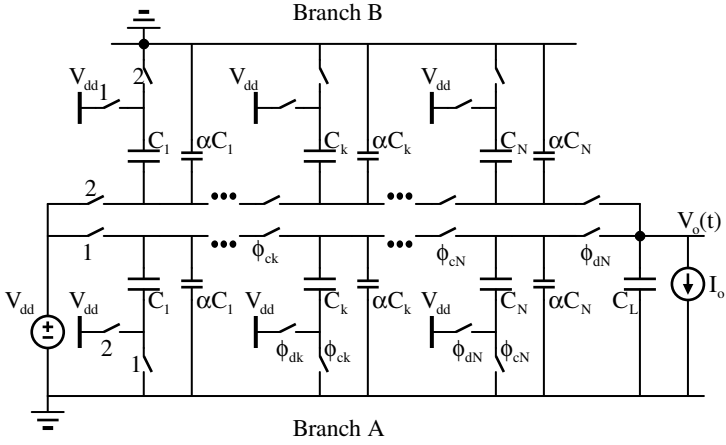 Branch B
V_dd 2 V_dd V_dd
1
C_1 αC_1 C_k αC_k C_N αC_N
2
V_o(t)
1 ϕ_ck ϕ_cN ϕ_dN
V_dd V_dd C_1 αC_1 V_dd C_k αC_k V_dd C_N αC_N C_L I_o
2 1 ϕ_dk ϕ_ck ϕ_dN ϕ_cN
Branch A